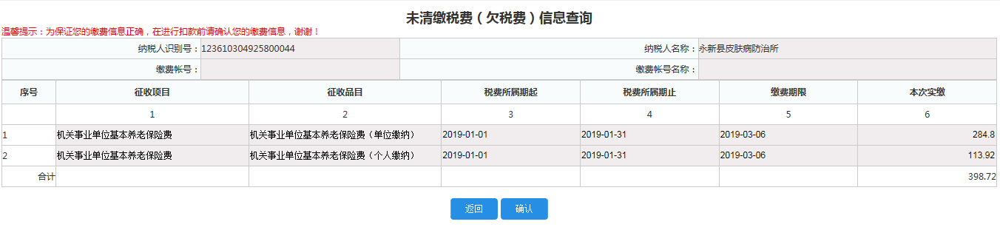 未清缴税费（欠税费）信息查询
温馨提示：为保证您的缴费信息正确，在进行扣款前请确认您的缴费信息，谢谢！
纳税人识别号： 123610304925800044 纳税人名称： 永新县皮肤病防治所
缴费帐号： 缴费帐号名称：
序号 征收项目 征收品目 税费所属期起 税费所属期止 缴费期限 本次实缴
1 2 3 4 5 6
1 机关事业单位基本养老保险费 机关事业单位基本养老保险费（单位缴纳） 2019-01-01 2019-01-31 2019-03-06 284.8
2 机关事业单位基本养老保险费 机关事业单位基本养老保险费（个人缴纳） 2019-01-01 2019-01-31 2019-03-06 113.92
合计 398.72
返回 确认